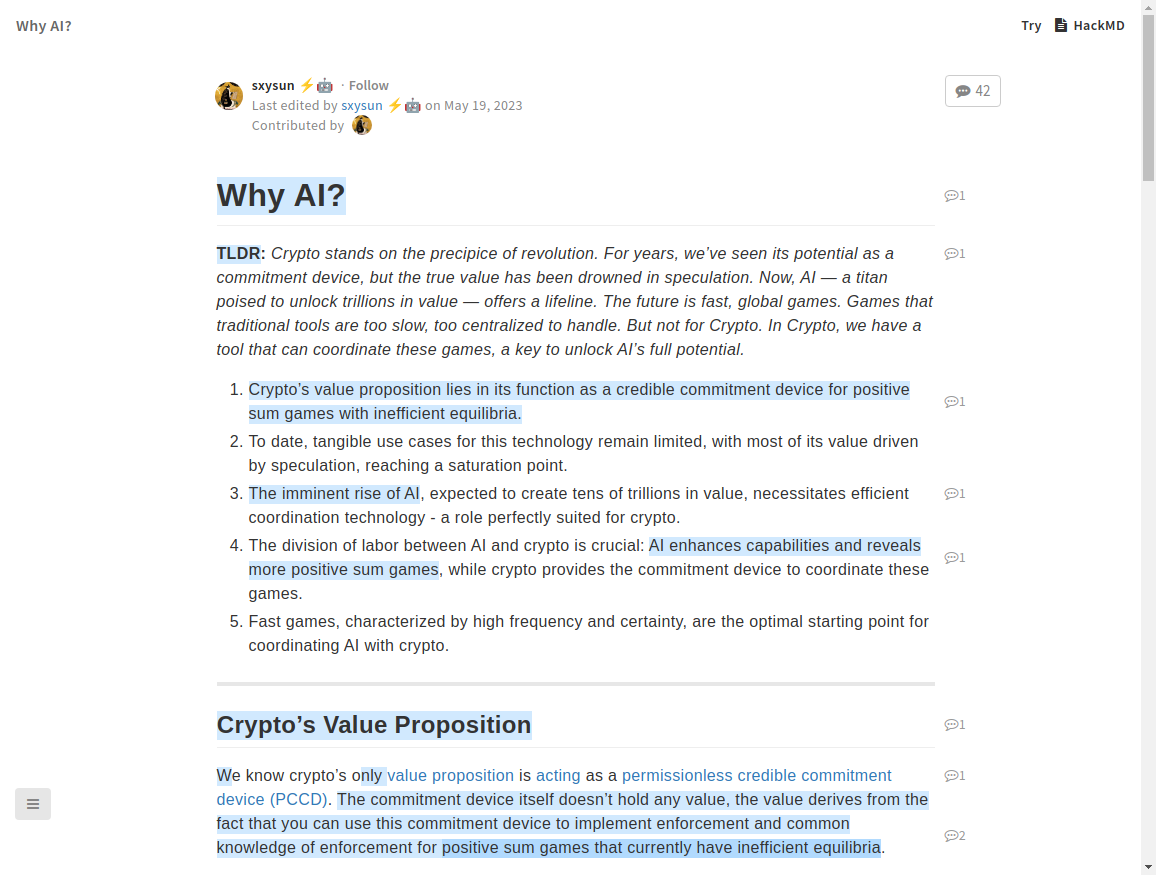 Why AI?
Try HackMD
sxysun ⚡🤖 · Follow
42
Last edited by sxysun ⚡🤖 on May 19, 2023
Contributed by
Why AI?
1
TLDR: Crypto stands on the precipice of revolution. For years, we’ve seen its potential as a
1
commitment device, but the true value has been drowned in speculation. Now, AI — a titan
poised to unlock trillions in value — offers a lifeline. The future is fast, global games. Games that
traditional tools are too slow, too centralized to handle. But not for Crypto. In Crypto, we have a
tool that can coordinate these games, a key to unlock AI’s full potential.
1. Crypto’s value proposition lies in its function as a credible commitment device for positive
1
sum games with inefficient equilibria.
2. To date, tangible use cases for this technology remain limited, with most of its value driven
by speculation, reaching a saturation point.
3. The imminent rise of AI, expected to create tens of trillions in value, necessitates efficient
1
coordination technology - a role perfectly suited for crypto.
4. The division of labor between AI and crypto is crucial: AI enhances capabilities and reveals
1
more positive sum games, while crypto provides the commitment device to coordinate these
games.
5. Fast games, characterized by high frequency and certainty, are the optimal starting point for
coordinating AI with crypto.
Crypto’s Value Proposition
1
We know crypto’s only value proposition is acting as a permissionless credible commitment
1
device (PCCD). The commitment device itself doesn’t hold any value, the value derives from the
fact that you can use this commitment device to implement enforcement and common
2
knowledge of enforcement for positive sum games that currently have inefficient equilibria.